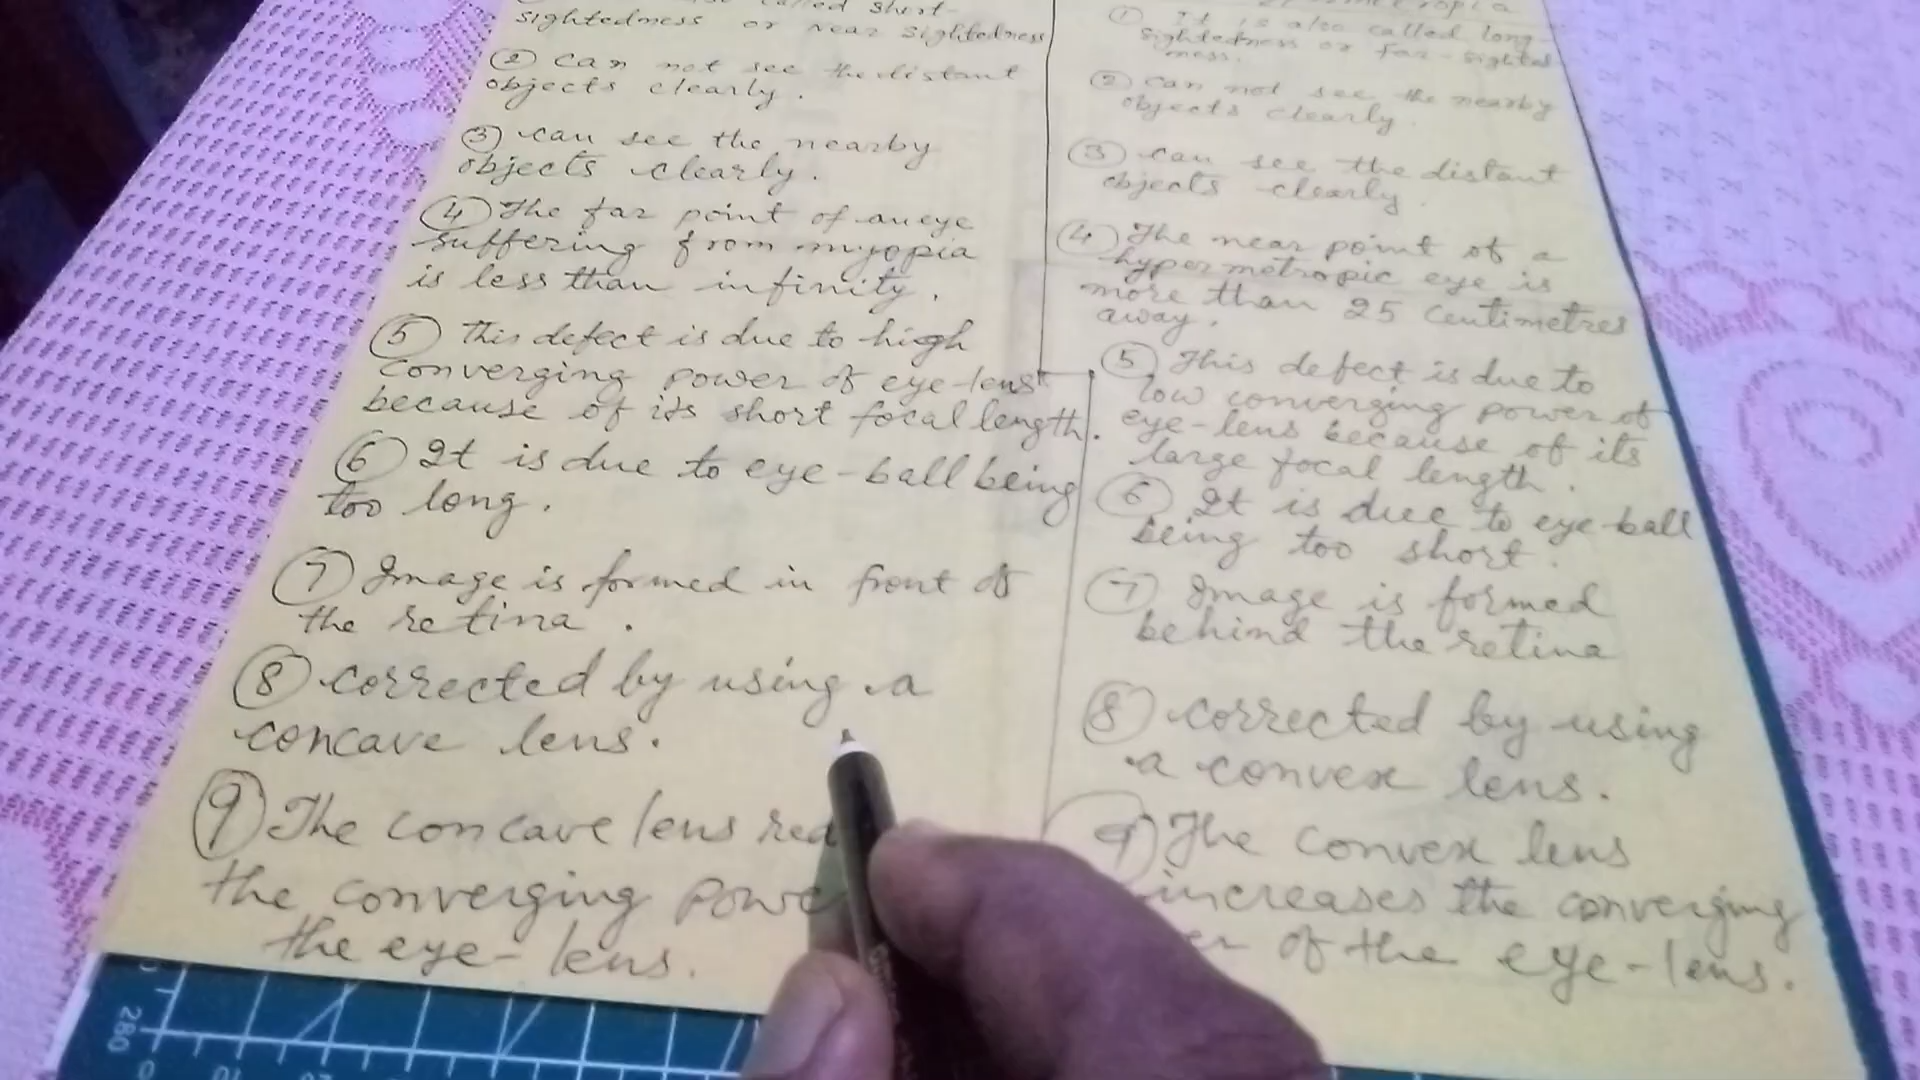 called short-
sightedness or near sightedness
② can not see the distant
objects clearly.
③ can see the nearby
objects clearly.
④ The far point of an eye
suffering from myopia
is less than infinity.
⑤ This defect is due to high
converging power of eye-lens
because of its short focal length.
⑥ It is due to eye-ball being
too long.
⑦ Image is formed in front of
the retina.
⑧ corrected by using a
concave lens.
⑨ The concave lens red
the converging powe
the eye-lens.
① It is also called long
sightedness or far-sighted
ness.
② can not see the nearby
objects clearly.
③ can see the distant
objects clearly.
④ The near point of a
hypermetropic eye is
more than 25 centimetres
away.
⑤ This defect is due to
low converging power of
eye-lens because of its
large focal length.
⑥ It is due to eye-ball
being too short.
⑦ Image is formed
behind the retina
⑧ corrected by using
a convex lens.
⑨ The convex lens
increases the converging
er of the eye-lens.
280
0
10